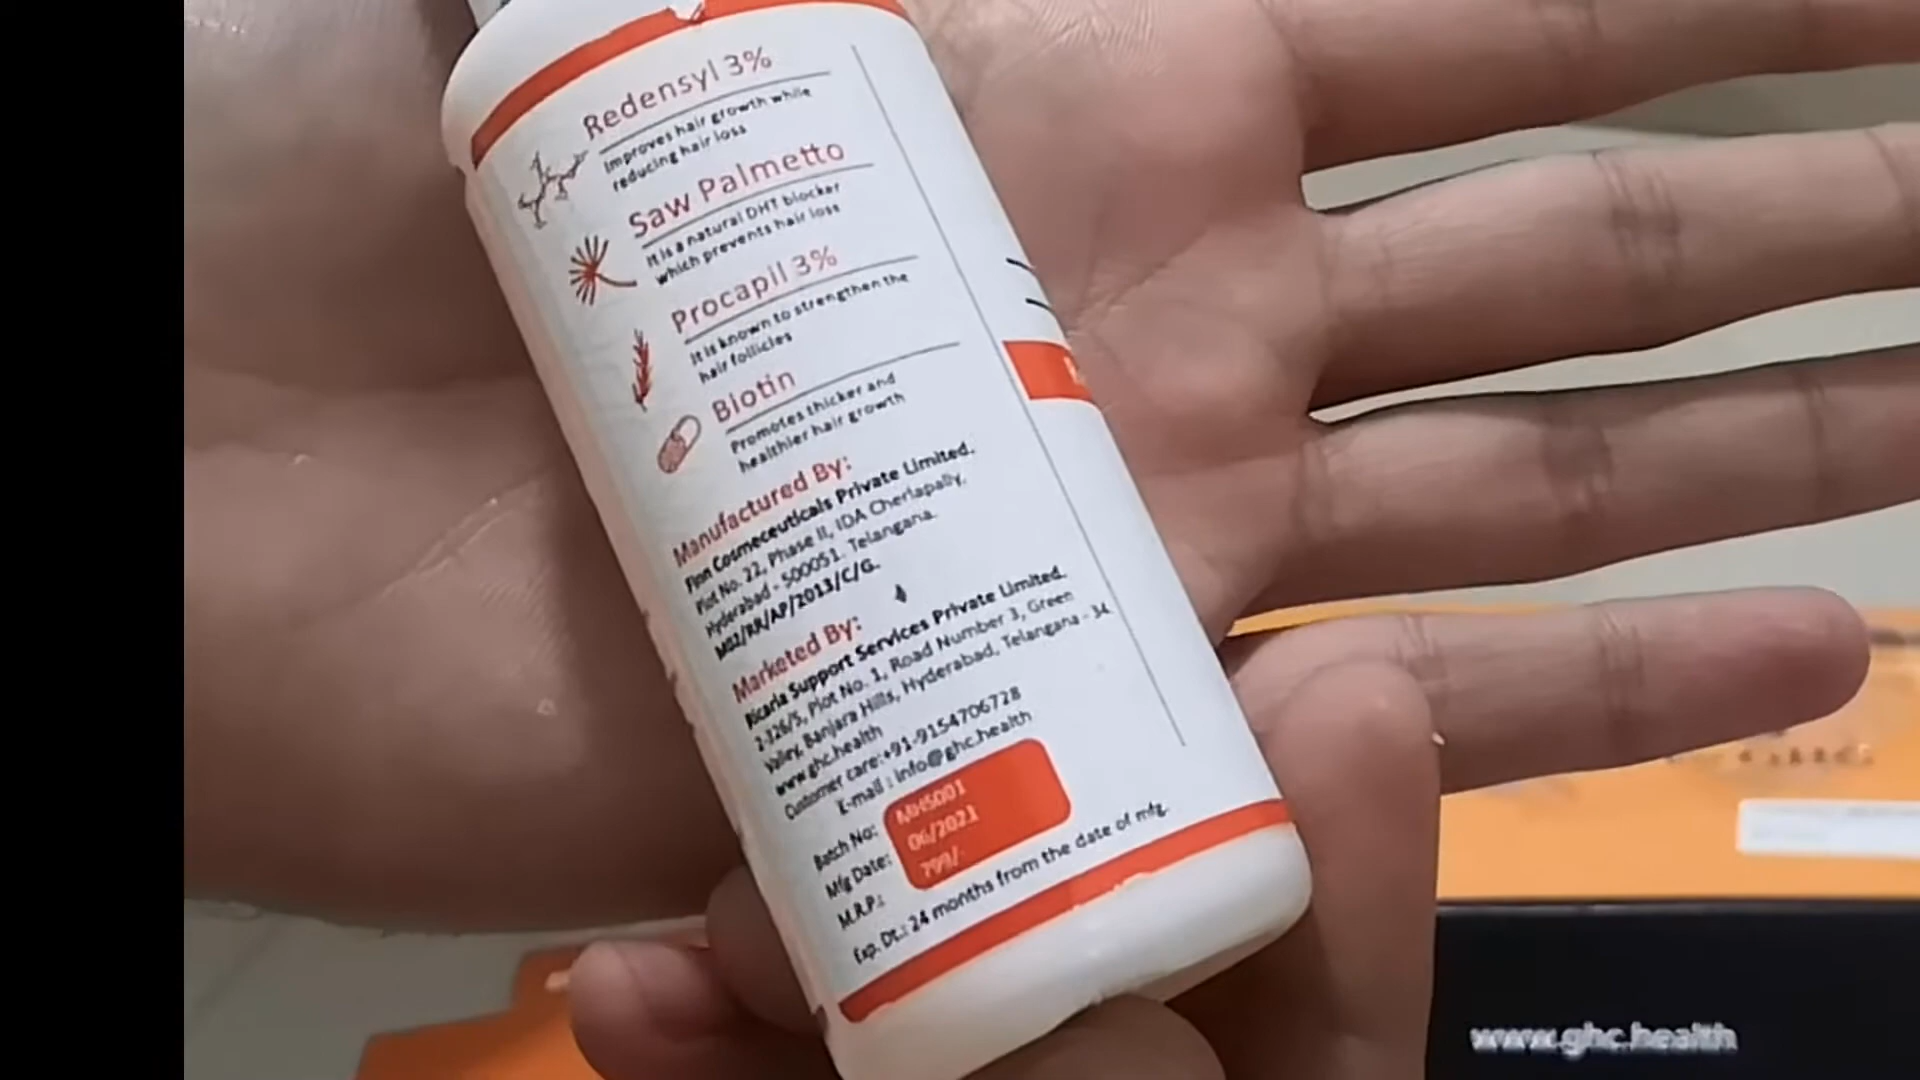 Redensyl 3%
Improves hair growth while
reducing hair loss
Saw Palmetto
It is a natural DHT blocker
which prevents hair loss
Procapil 3%
It is known to strengthen the
hair follicles
Biotin
Promotes thicker and
healthier hair growth
Manufactured By:
Finn Cosmeceuticals Private Limited.
Plot No. 22, Phase II, IDA Cherlapally,
Hyderabad - 500051. Telangana.
M02/RR/AP/2013/C/G.
Marketed By:
Ricaria Support Services Private Limited.
2-326/5, Plot No. 1, Road Number 3, Green
Valley, Banjara Hills, Hyderabad, Telangana - 34.
www.ghc.health
Customer care:+91-9154706728
E-mail : info@ghc.health
Batch No: MHS001
Mfg Date: 06/2021
M.R.P.: 799/-
Exp. Dt.: 24 months from the date of mfg.
www.ghc.health